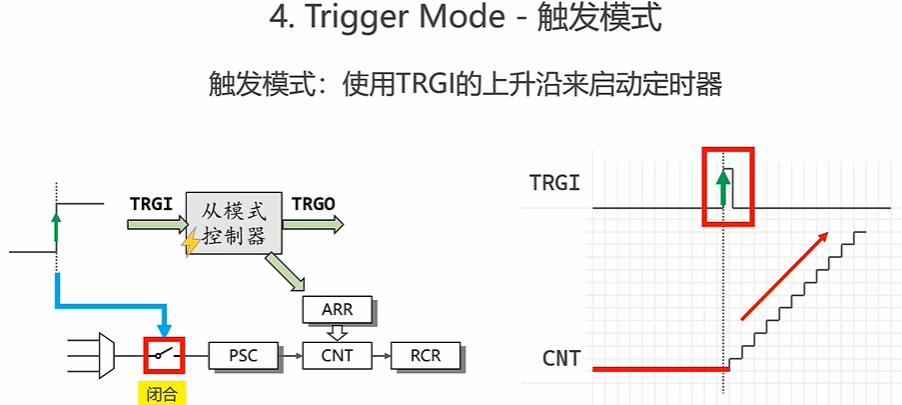 4. Trigger Mode - 触发模式
触发模式：使用TRGI的上升沿来启动定时器
TRGI
从模式
控制器
TRGO
ARR
PSC
CNT
RCR
闭合
TRGI
CNT